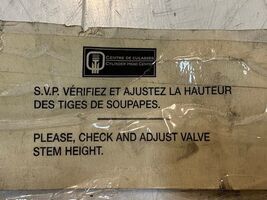 CENTRE DE CULASSES
CYLINDER HEAD CENTRE
S.V.P. VÉRIFIEZ ET AJUSTEZ LA HAUTEUR
DES TIGES DE SOUPAPES.
PLEASE, CHECK AND ADJUST VALVE
STEM HEIGHT.